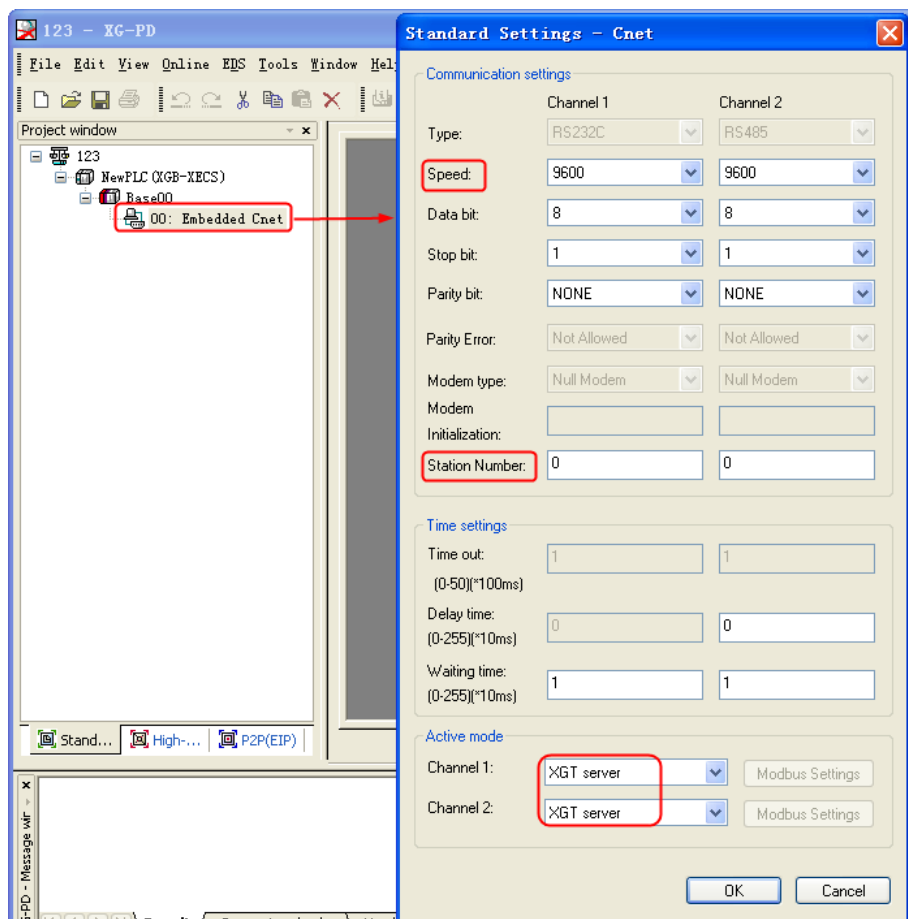 123 - XG-PD
File Edit View Online EDS Tools Window Hel
Project window
123
NewPLC(XGB-XECS)
Base00
00: Embedded Cnet
Stand...
High-...
P2P(EIP)
Standard Settings - Cnet
Communication settings
Channel 1 Channel 2
Type: RS232C RS485
Speed: 9600 9600
Data bit: 8 8
Stop bit: 1 1
Parity bit: NONE NONE
Parity Error: Not Allowed Not Allowed
Modem type: Null Modem Null Modem
Modem
Initialization:
Station Number: 0 0
Time settings
Time out: 1 1
(0-50)(*100ms)
Delay time: 0 0
(0-255)(*10ms)
Waiting time: 1 1
(0-255)(*10ms)
Active mode
Channel 1: XGT server Modbus Settings
Channel 2: XGT server Modbus Settings
OK Cancel